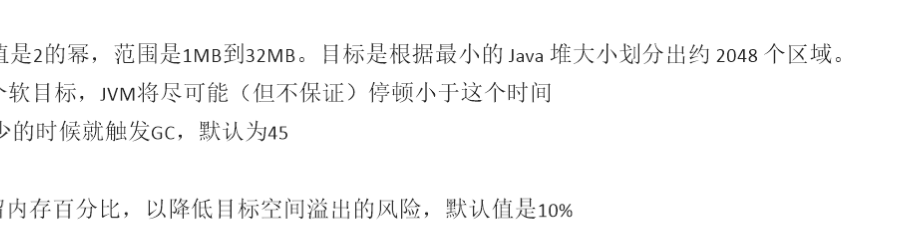 值是2的幂，范围是1MB到32MB。目标是根据最小的 Java 堆大小划分出约 2048 个区域。
个软目标，JVM将尽可能（但不保证）停顿小于这个时间
少的时候就触发GC，默认为45
留内存百分比，以降低目标空间溢出的风险，默认值是10%